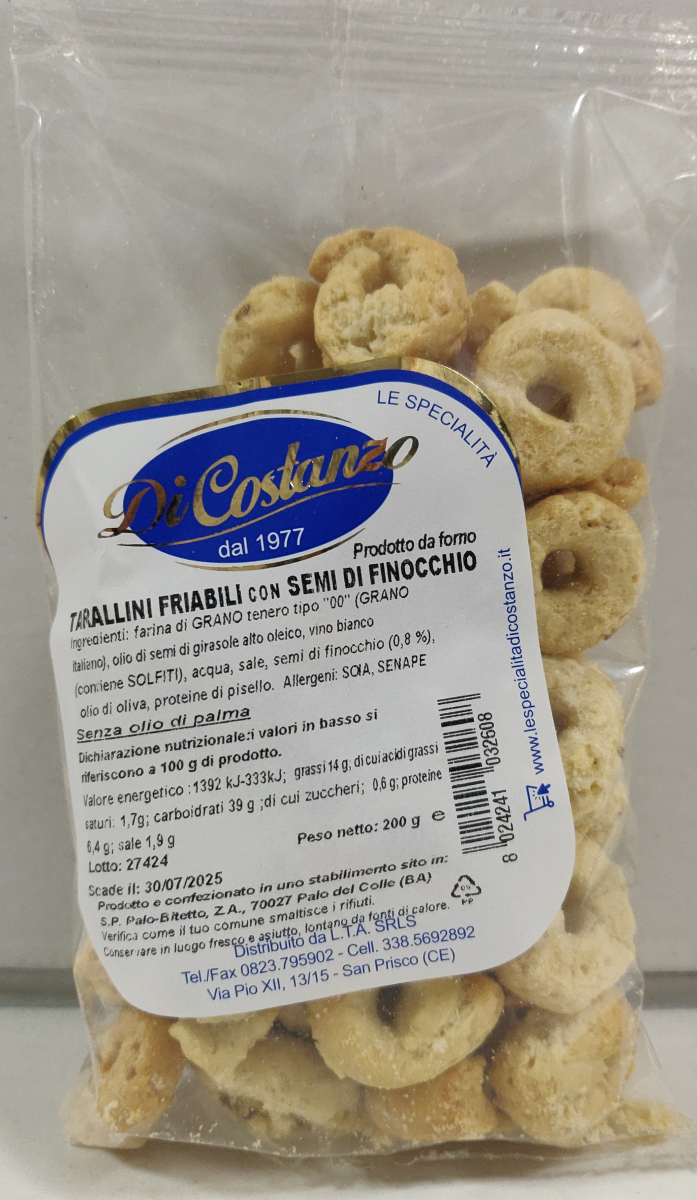 LE SPECIALITÀ
Di Costanzo
dal 1977
Prodotto da forno
TARALLINI FRIABILI CON SEMI DI FINOCCHIO
Ingredienti: farina di GRANO tenero tipo "00" (GRANO
italiano), olio di semi di girasole alto oleico, vino bianco
(contiene SOLFITI), acqua, sale, semi di finocchio (0,8 %),
olio di oliva, proteine di pisello. Allergeni: SOIA, SENAPE
Senza olio di palma
Dichiarazione nutrizionale:i valori in basso si
riferiscono a 100 g di prodotto.
Valore energetico :1392 kJ-333kJ; grassi 14 g, di cui acidi grassi
saturi: 1,7g; carboidrati 39 g ;di cui zuccheri; 0,6 g; proteine
6,4 g; sale 1,9 g
Peso netto: 200 g e
Lotto: 27424
Scade il: 30/07/2025
Prodotto e confezionato in uno stabilimento sito in:
S.P. Palo-Bitetto, Z.A., 70027 Palo del Colle (BA)
Verifica come il tuo comune smaltisce i rifiuti.
Conservare in luogo fresco e asiutto, lontano da fonti di calore.
Distribuito da L.T.A. SRLS
Tel./Fax 0823.795902 - Cell. 338.5692892
Via Pio XII, 13/15 - San Prisco (CE)
8 024241 032608
www.lespecialitadicostanzo.it
PP